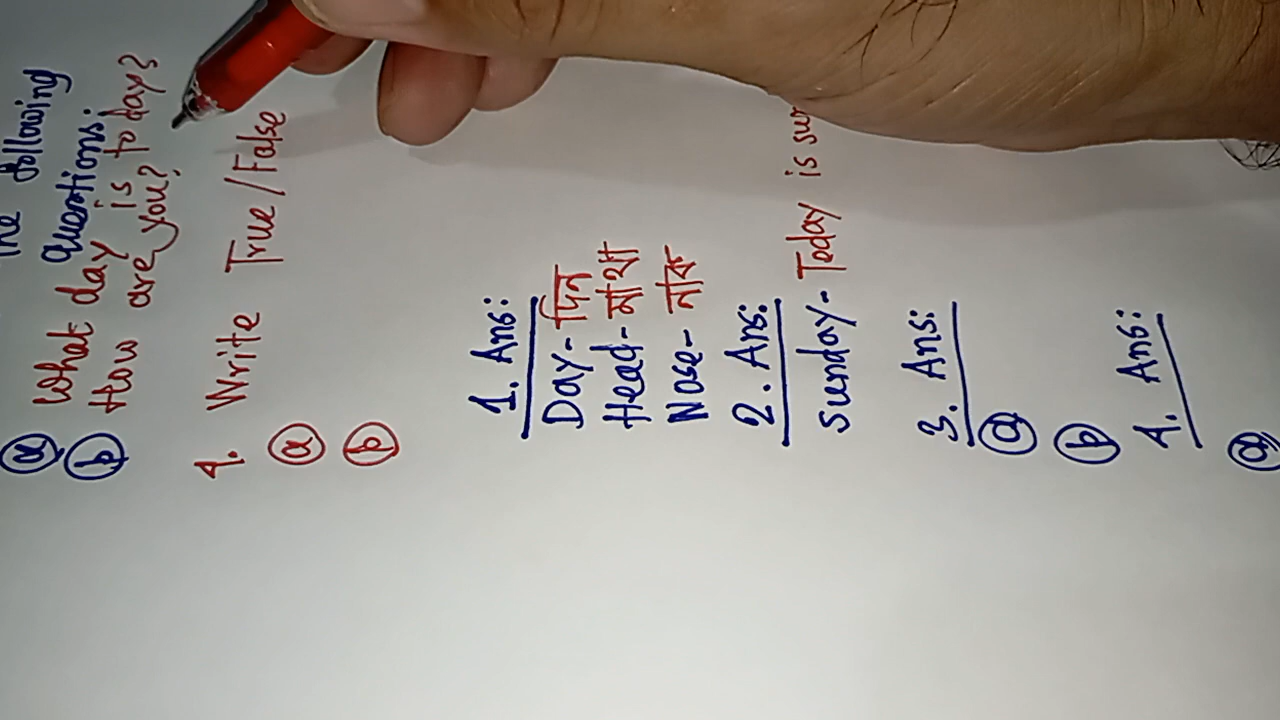 The following
questions:
(a) What day is today?
(b) How are you?
4. Write True/False
(a)
(b)
1. Ans:
Day-দিন
Head-মাথা
Nose-নাক
2. Ans:
Sunday-Today is
3. Ans:
(a)
(b)
4. Ans:
(a)